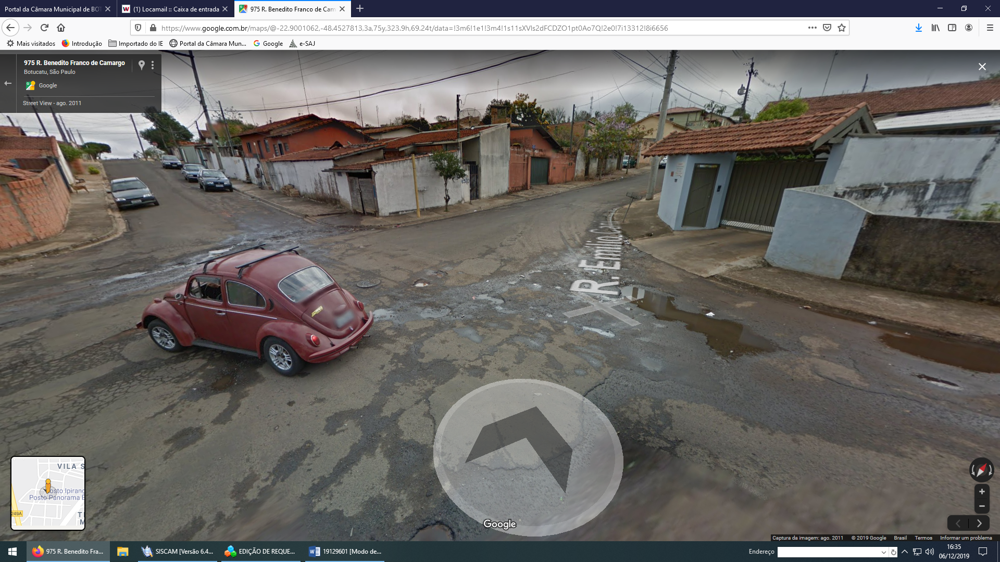 Portal da Câmara Municipal de BOT
(1) Locamail :: Caixa de entrada
975 R. Benedito Franco de Cam
https://www.google.com.br/maps/@-22.9001062,-48.4527813,3a,75y,323.9h,69.24t/data=!3m6!1e1!3m4!1s11sXVls2dFCDZO1pt0Ao7Q!2e0!7i13312!8i6656
Mais visitados
Introdução
Importado do IE
Portal da Câmara Mun...
Google
e-SAJ
975 R. Benedito Franco de Camargo
Botucatu, São Paulo
Google
Street View - ago. 2011
R. Emílio Can
VILA S
Posto Ipirang
Posto Panorama E
249A
T
M
Google
Captura da imagem: ago. 2011 © 2019 Google Brasil Termos Informar um problema
975 R. Benedito Fra...
SISCAM [Versão 6.4...
EDIÇÃO DE REQUE...
19129601 [Modo de...
Endereço
16:35
06/12/2019